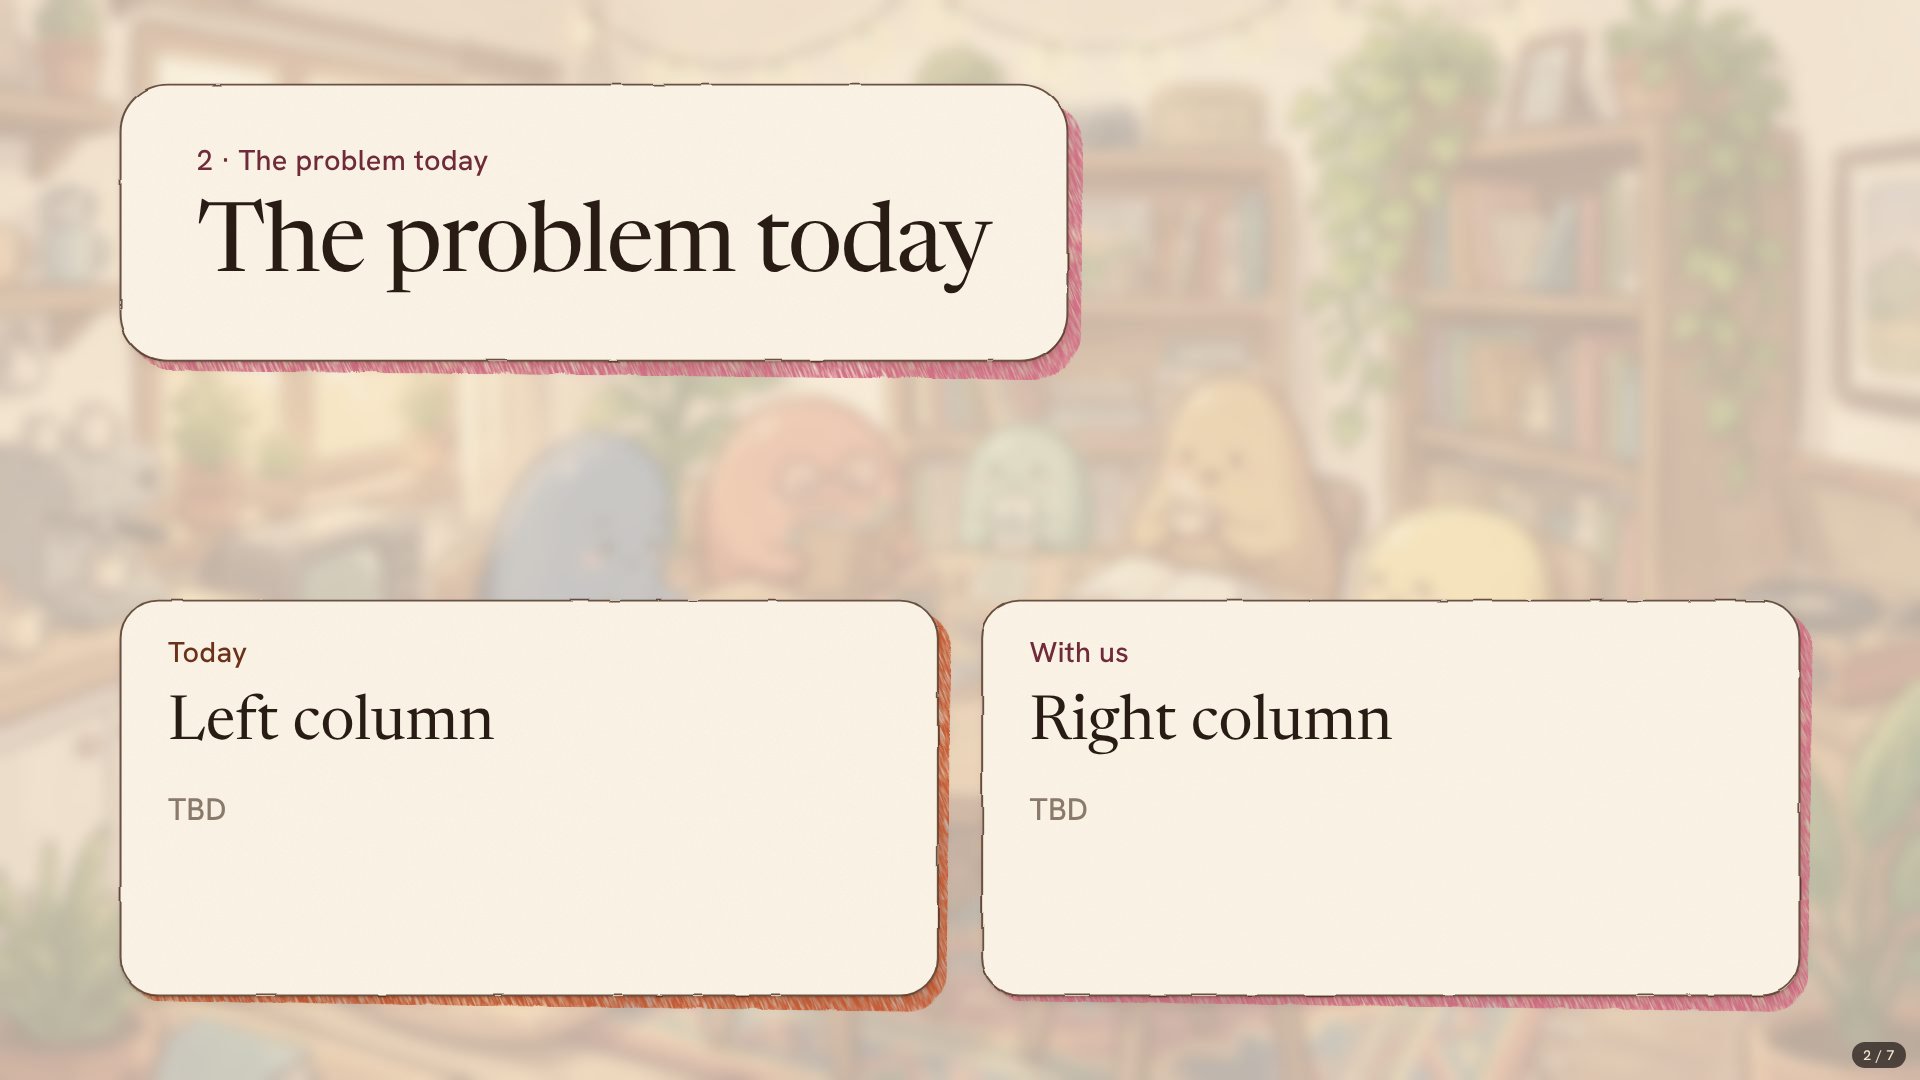 2 · The problem today
The problem today
Today
Left column
TBD
With us
Right column
TBD
2 / 7